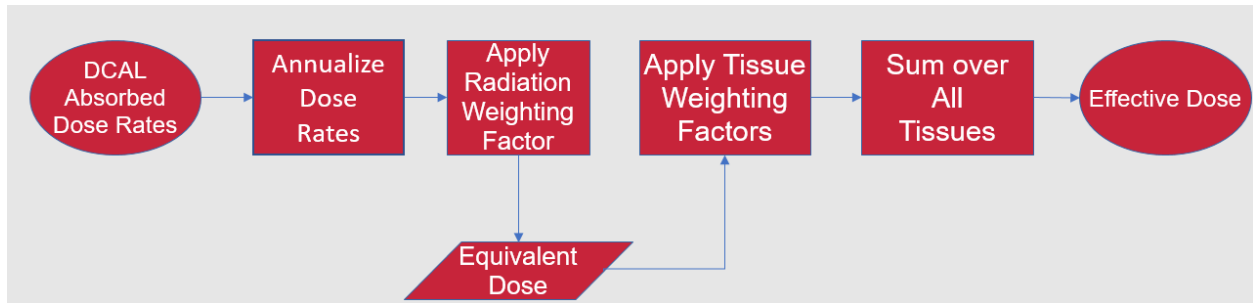 DCAL
Absorbed
Dose Rates
Annualize
Dose
Rates
Apply
Radiation
Weighting
Factor
Equivalent
Dose
Apply Tissue
Weighting
Factors
Sum over
All
Tissues
Effective Dose